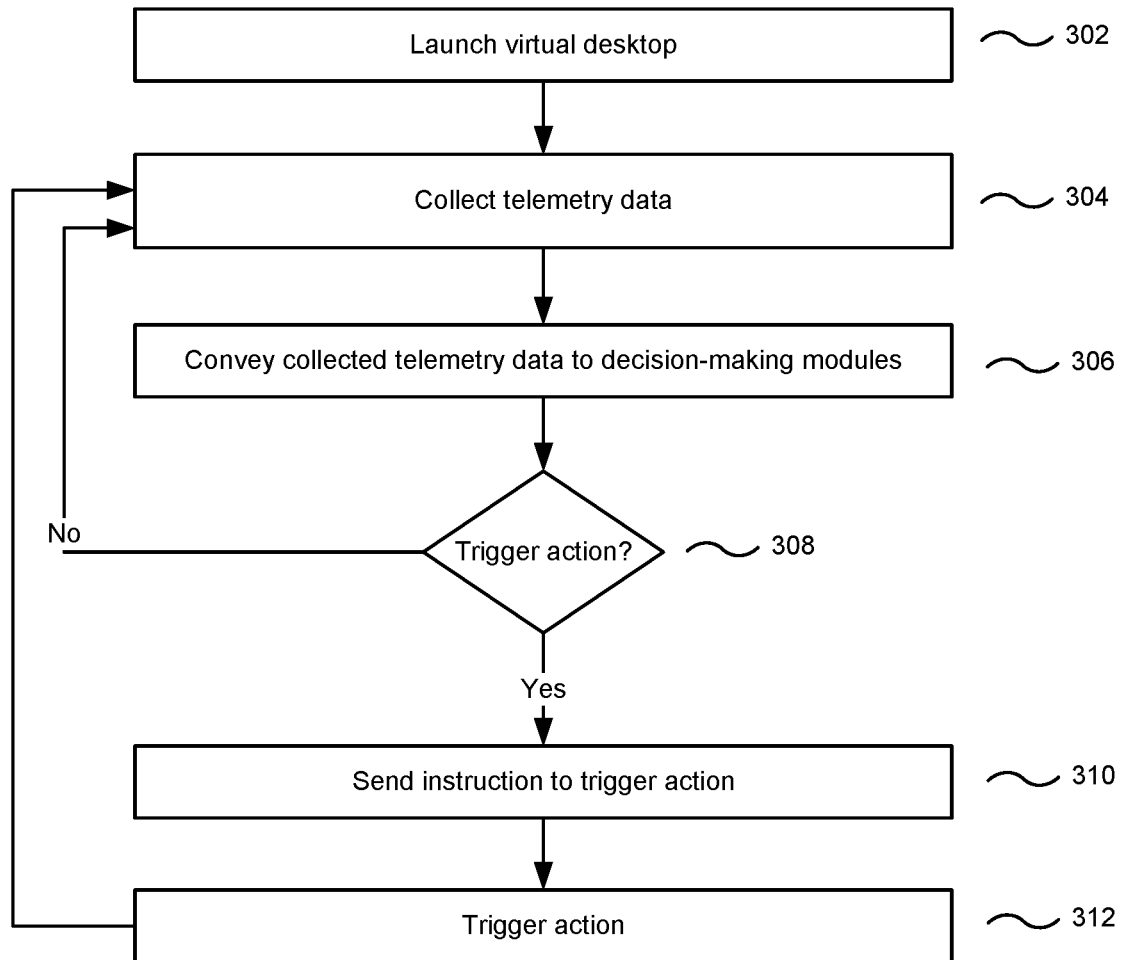 Launch virtual desktop
302
Collect telemetry data
304
Convey collected telemetry data to decision-making modules
306
No
Trigger action?
308
Yes
Send instruction to trigger action
310
Trigger action
312